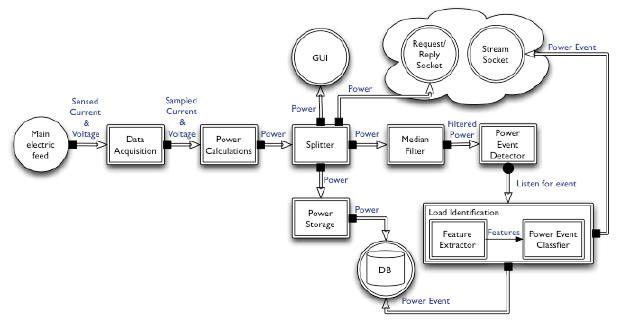 Request/
Reply
Socket
Stream
Socket
Power Event
GUI
Power
Power
Sensed
Current
&
Voltage
Sampled
Current
&
Voltage
Filtered
Power
Main
electric
feed
Data
Acquisition
Power
Calculations
Power
Splitter
Power
Median
Filter
Power
Event
Detector
Power
Listen for event
Power
Storage
Power
Load Identification
Feature
Extractor
Features
Power Event
Classfier
DB
Power Event